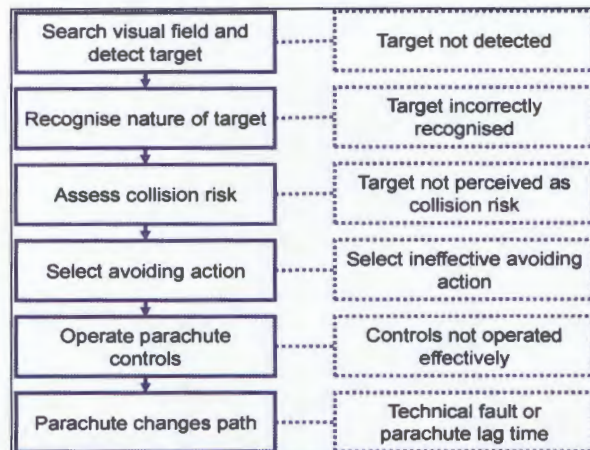 Search visual field and
detect target
Target not detected
Recognise nature of target
Target incorrectly
recognised
Assess collision risk
Target not perceived as
collision risk
Select avoiding action
Select ineffective avoiding
action
Operate parachute
controls
Controls not operated
effectively
Parachute changes path
Technical fault or
parachute lag time